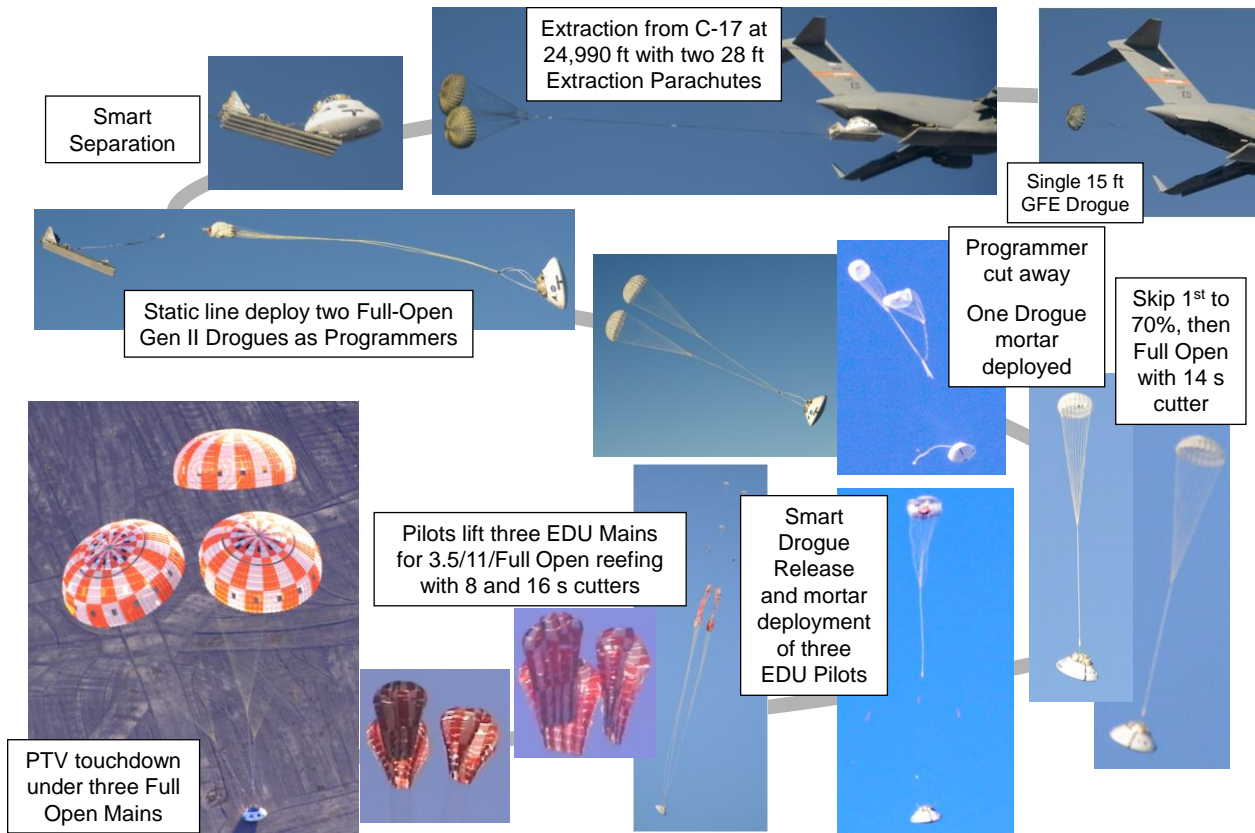 Extraction from C-17 at
24,990 ft with two 28 ft
Extraction Parachutes
Smart
Separation
Single 15 ft
GFE Drogue
Static line deploy two Full-Open
Gen II Drogues as Programmers
Programmer
cut away
One Drogue
mortar
deployed
Skip 1st to
70%, then
Full Open
with 14 s
cutter
Pilots lift three EDU Mains
for 3.5/11/Full Open reefing
with 8 and 16 s cutters
Smart
Drogue
Release
and mortar
deployment
of three
EDU Pilots
PTV touchdown
under three Full
Open Mains
ED